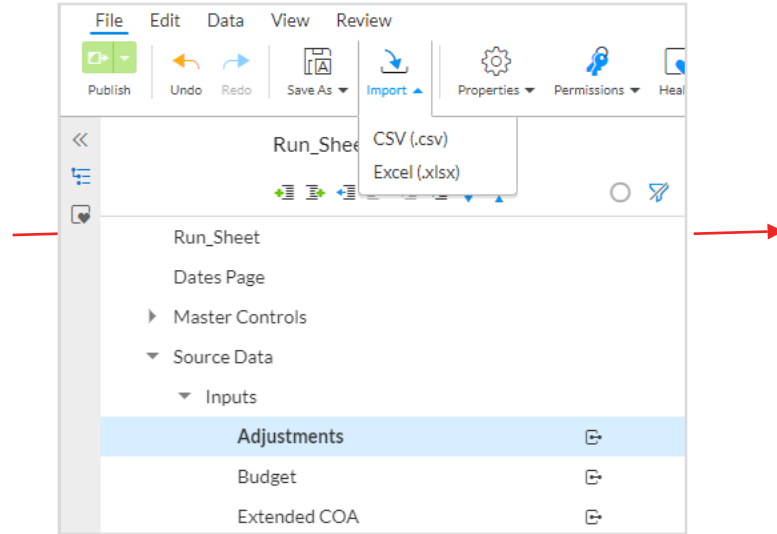 File Edit Data View Review
Publish Undo Redo Save As Import Properties Permissions Heal
CSV (.csv)
Excel (.xlsx)
Run_Shee
Run_Sheet
Dates Page
Master Controls
Source Data
Inputs
Adjustments
Budget
Extended COA